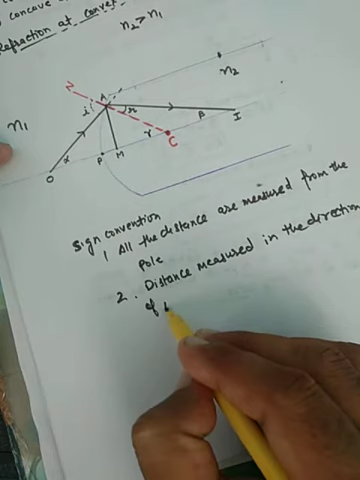 concave
Refraction at convex
n₂ > n₁
N
A
i
r
n₂
n₁
α
γ
β
I
C
O
P
M
Sign convention
1 All the distance are mesured from the
pole
2. Distance measured in the direction
of